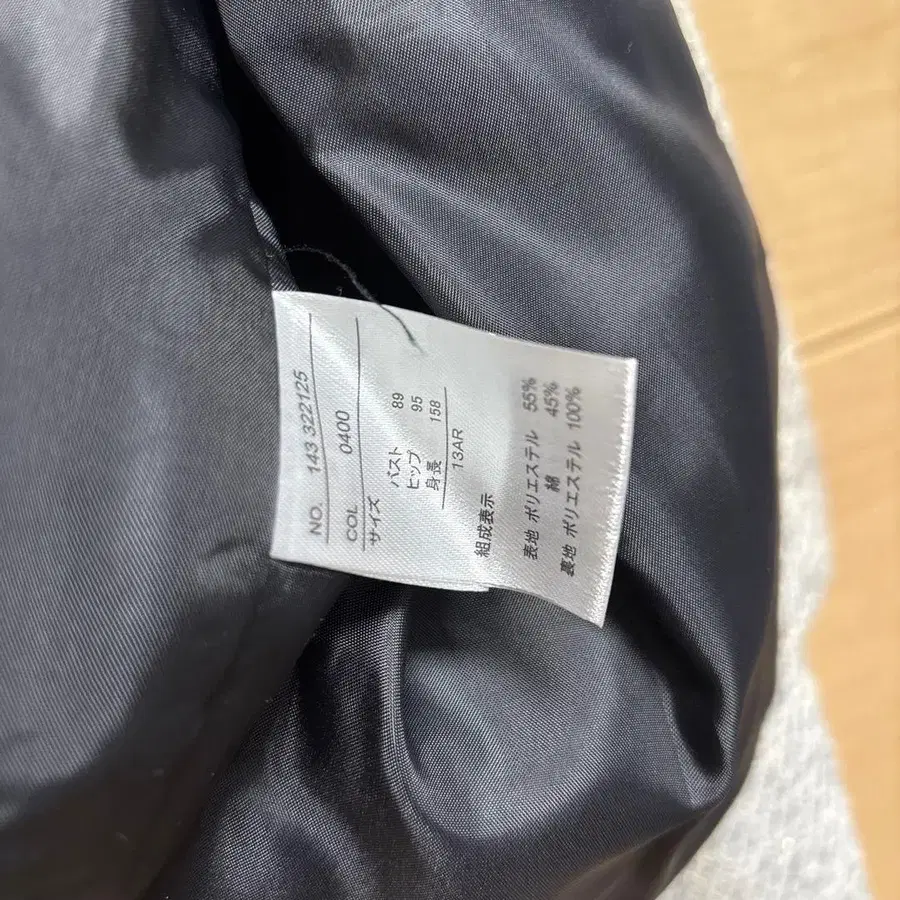 NO. 143 322125
COL 0400
サイズ
バスト 89
ヒップ 95
身長 158
13AR
組成表示
表地 ポリエステル 55%
綿 45%
裏地 ポリエステル 100%